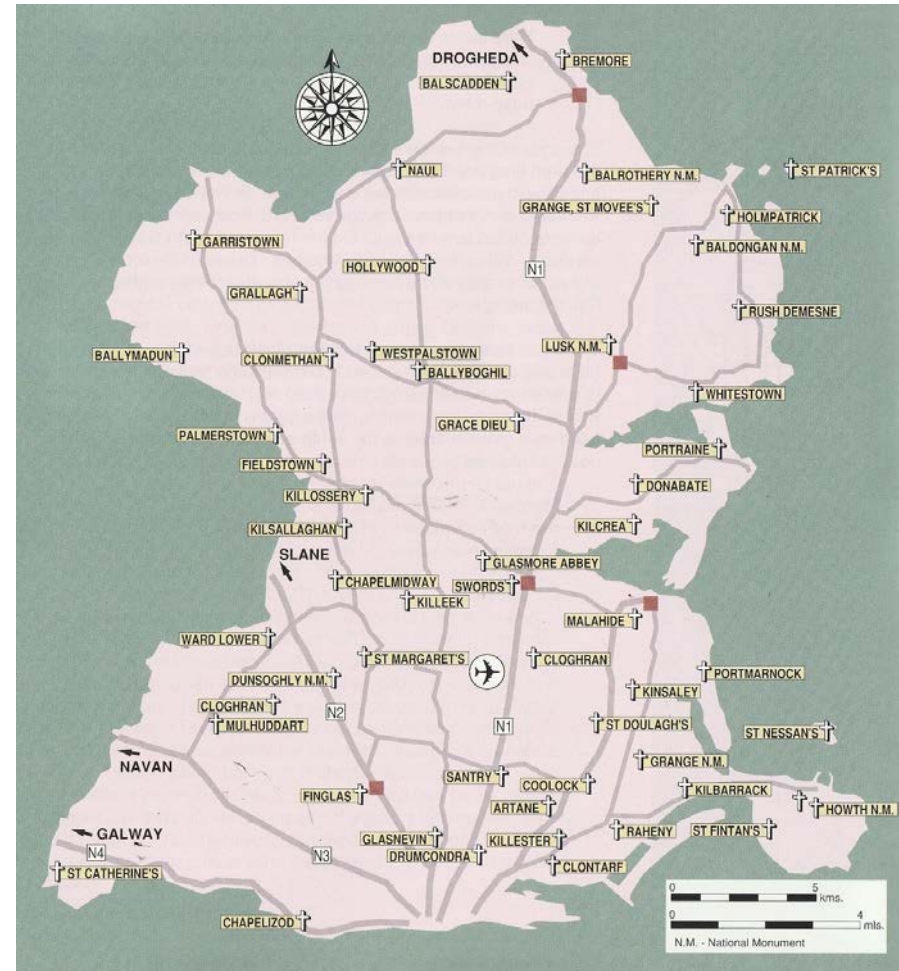 DROGHEDA
BREMORE
BALSCADDEN
NAUL
BALROTHERY N.M.
ST PATRICK'S
GRANGE, ST MOVEE'S
HOLMPATRICK
GARRISTOWN
BALDONGAN N.M.
HOLLYWOOD
N1
GRALLAGH
RUSH DEMESNE
LUSK N.M.
BALLYMADUN
CLONMETHAN
WESTPALSTOWN
BALLYBOGHIL
WHITESTOWN
GRACE DIEU
PALMERSTOWN
PORTRAINE
FIELDSTOWN
DONABATE
KILLOSSERY
KILSALLAGHAN
KILCREA
SLANE
GLASMORE ABBEY
CHAPELMIDWAY
SWORDS
KILLEEK
MALAHIDE
WARD LOWER
ST MARGARET'S
CLOGHRAN
PORTMARNOCK
DUNSOGHLY N.M.
KINSALEY
CLOGHRAN
N2
MULHUDDART
N1
ST DOULAGH'S
ST NESSAN'S
NAVAN
GRANGE N.M.
SANTRY
COOLOCK
KILBARRACK
FINGLAS
ARTANE
HOWTH N.M.
GALWAY
GLASNEVIN
KILLESTER
RAHENY
ST FINTAN'S
N4
N3
DRUMCONDRA
CLONTARF
ST CATHERINE'S
CHAPELIZOD
0 5
kms.
0 4
mls.
N.M. - National Monument